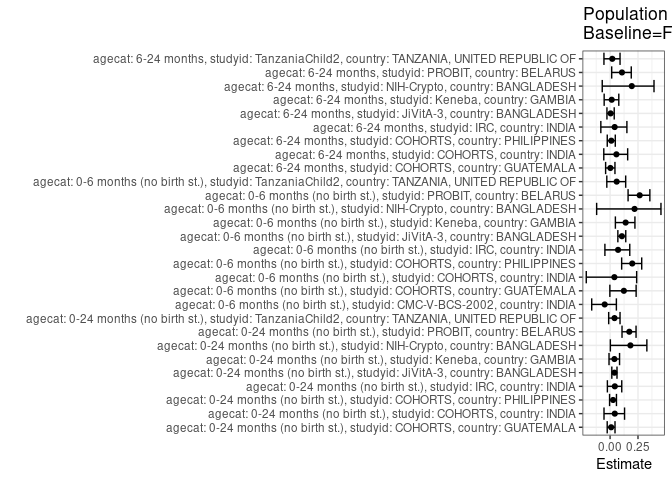 Population
Baseline=F
agecat: 6-24 months, studyid: TanzaniaChild2, country: TANZANIA, UNITED REPUBLIC OF
agecat: 6-24 months, studyid: PROBIT, country: BELARUS
agecat: 6-24 months, studyid: NIH-Crypto, country: BANGLADESH
agecat: 6-24 months, studyid: Keneba, country: GAMBIA
agecat: 6-24 months, studyid: JiVitA-3, country: BANGLADESH
agecat: 6-24 months, studyid: IRC, country: INDIA
agecat: 6-24 months, studyid: COHORTS, country: PHILIPPINES
agecat: 6-24 months, studyid: COHORTS, country: INDIA
agecat: 6-24 months, studyid: COHORTS, country: GUATEMALA
agecat: 0-6 months (no birth st.), studyid: TanzaniaChild2, country: TANZANIA, UNITED REPUBLIC OF
agecat: 0-6 months (no birth st.), studyid: PROBIT, country: BELARUS
agecat: 0-6 months (no birth st.), studyid: NIH-Crypto, country: BANGLADESH
agecat: 0-6 months (no birth st.), studyid: Keneba, country: GAMBIA
agecat: 0-6 months (no birth st.), studyid: JiVitA-3, country: BANGLADESH
agecat: 0-6 months (no birth st.), studyid: IRC, country: INDIA
agecat: 0-6 months (no birth st.), studyid: COHORTS, country: PHILIPPINES
agecat: 0-6 months (no birth st.), studyid: COHORTS, country: INDIA
agecat: 0-6 months (no birth st.), studyid: COHORTS, country: GUATEMALA
agecat: 0-6 months (no birth st.), studyid: CMC-V-BCS-2002, country: INDIA
agecat: 0-24 months (no birth st.), studyid: TanzaniaChild2, country: TANZANIA, UNITED REPUBLIC OF
agecat: 0-24 months (no birth st.), studyid: PROBIT, country: BELARUS
agecat: 0-24 months (no birth st.), studyid: NIH-Crypto, country: BANGLADESH
agecat: 0-24 months (no birth st.), studyid: Keneba, country: GAMBIA
agecat: 0-24 months (no birth st.), studyid: JiVitA-3, country: BANGLADESH
agecat: 0-24 months (no birth st.), studyid: IRC, country: INDIA
agecat: 0-24 months (no birth st.), studyid: COHORTS, country: PHILIPPINES
agecat: 0-24 months (no birth st.), studyid: COHORTS, country: INDIA
agecat: 0-24 months (no birth st.), studyid: COHORTS, country: GUATEMALA
0.00 0.25
Estimate